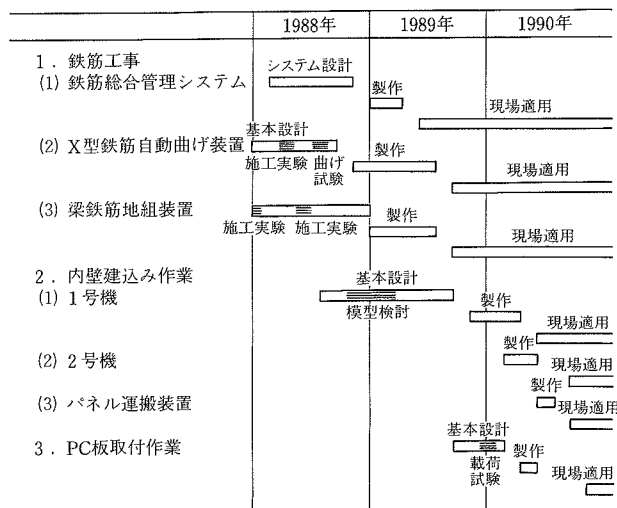 1988年 1989年 1990年
1．鉄筋工事
システム設計
(1) 鉄筋総合管理システム
製作
現場適用
基本設計
(2) X型鉄筋自動曲げ装置
製作
施工実験 曲げ
試験
現場適用
(3) 梁鉄筋地組装置
製作
施工実験 施工実験
現場適用
2．内壁建込み作業
基本設計
(1) 1号機
製作
模型検討
現場適用
製作
(2) 2号機
現場適用
製作
(3) パネル運搬装置
現場適用
基本設計
3．PC板取付作業
製作
載荷
試験
現場適用